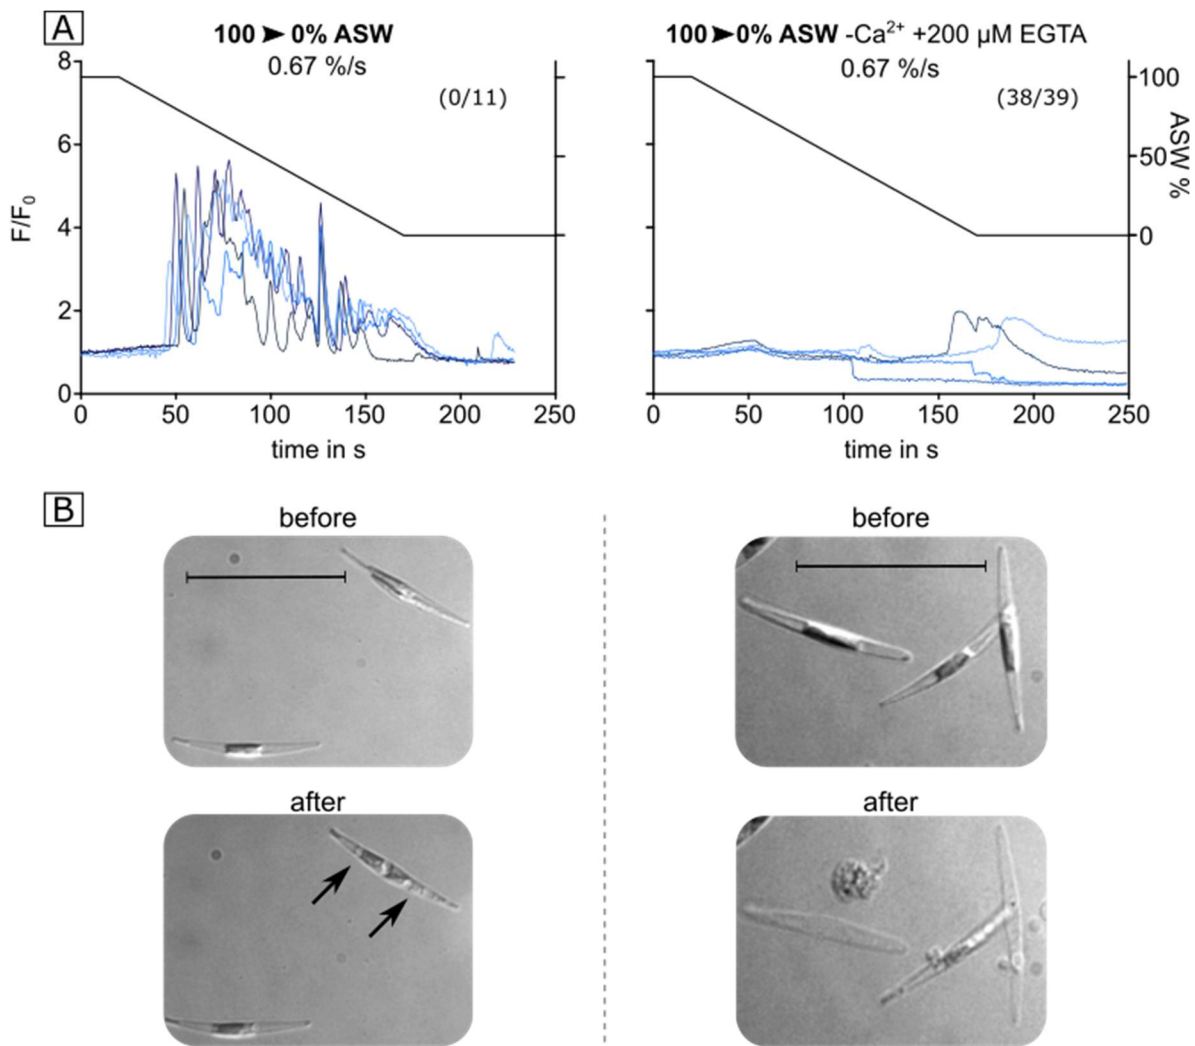 A
100 ➤ 0% ASW
0.67 %/s
(0/11)
8
6
4
2
0
F/F0
0 50 100 150 200 250
time in s
100➤0% ASW -Ca2+ +200 µM EGTA
0.67 %/s
(38/39)
100
50
0
ASW %
0 50 100 150 200 250
time in s
B
before
before
after
after